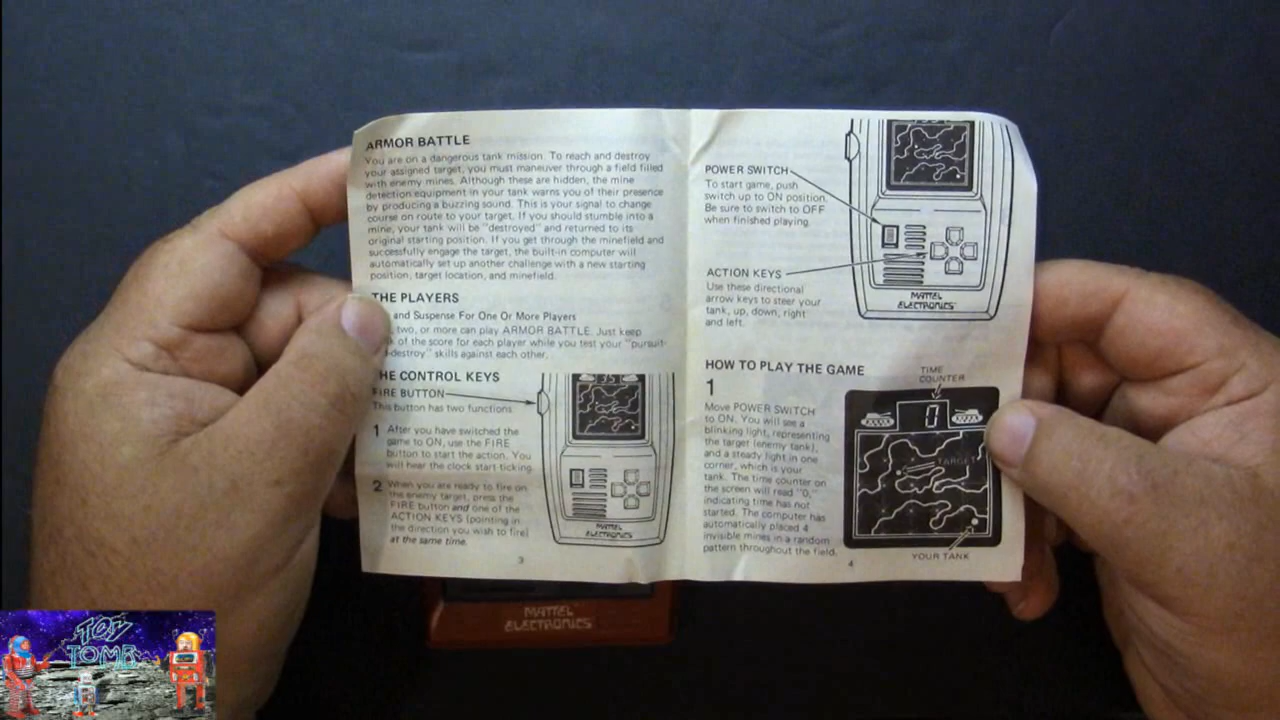 ARMOR BATTLE
You are on a dangerous tank mission. To reach and destroy
your assigned target, you must maneuver through a field filled
with enemy mines. Although these are hidden, the mine
detection equipment in your tank warns you of their presence
by producing a buzzing sound. This is your signal to change
course on route to your target. If you should stumble into a
mine, your tank will be "destroyed" and returned to its
original starting position. If you get through the minefield and
successfully engage the target, the built-in computer will
automatically set up another challenge with a new starting
position, target location, and minefield.
THE PLAYERS
and Suspense For One Or More Players
two, or more can play ARMOR BATTLE. Just keep
of the score for each player while you test your "pursuit-
-destroy" skills against each other.
THE CONTROL KEYS
FIRE BUTTON
This button has two functions.
1 After you have switched the
game to ON, use the FIRE
button to start the action. You
will hear the clock start ticking.
2 When you are ready to fire on
the enemy target, press the
FIRE button and one of the
ACTION KEYS (pointing in
the direction you wish to fire)
at the same time.
35
MATTEL
ELECTRONICS
3
POWER SWITCH
To start game, push
switch up to ON position.
Be sure to switch to OFF
when finished playing.
ACTION KEYS
Use these directional
arrow keys to steer your
tank, up, down, right
and left.
MATTEL
ELECTRONICS
HOW TO PLAY THE GAME
1
Move POWER SWITCH
to ON. You will see a
blinking light, representing
the target (enemy tank),
and a steady light in one
corner, which is your
tank. The time counter on
the screen will read "0,"
indicating time has not
started. The computer has
automatically placed 4
invisible mines in a random
pattern throughout the field.
TIME
COUNTER
0
TARGET
YOUR TANK
4
MATTEL
ELECTRONICS
TOY
TOMB